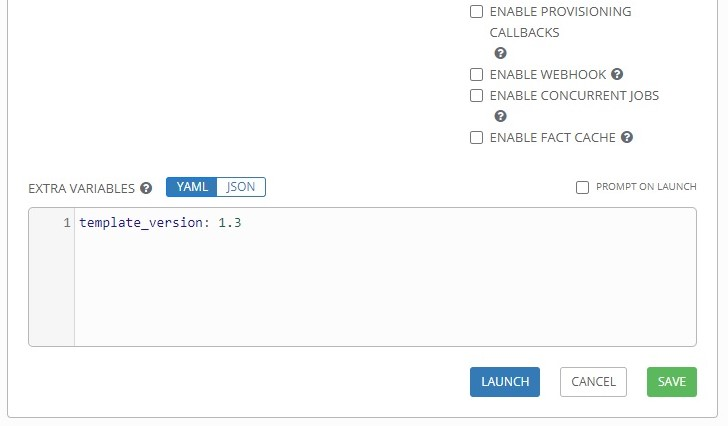 ENABLE PROVISIONING
CALLBACKS
?
ENABLE WEBHOOK ?
ENABLE CONCURRENT JOBS
?
ENABLE FACT CACHE ?
EXTRA VARIABLES ? YAML JSON PROMPT ON LAUNCH
1 template_version: 1.3
LAUNCH CANCEL SAVE